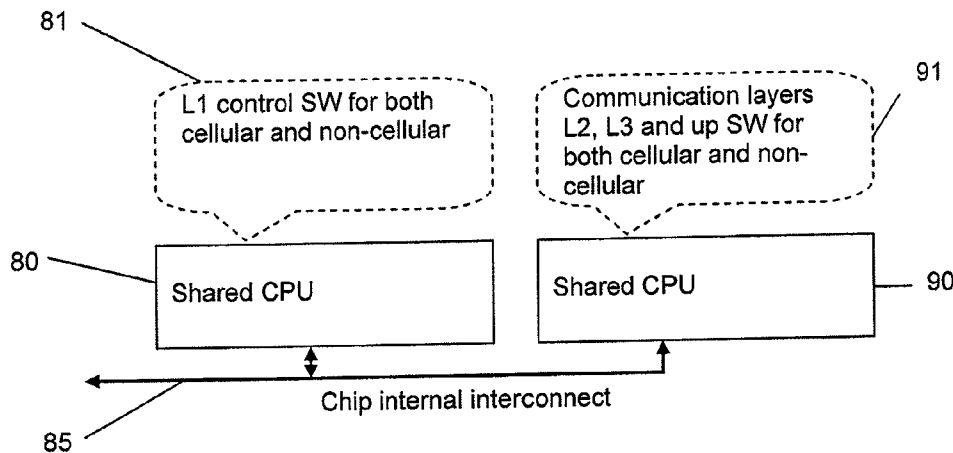 81
L1 control SW for both
cellular and non-cellular
Communication layers
L2, L3 and up SW for
both cellular and non-
cellular
91
80
Shared CPU
Shared CPU
90
Chip internal interconnect
85